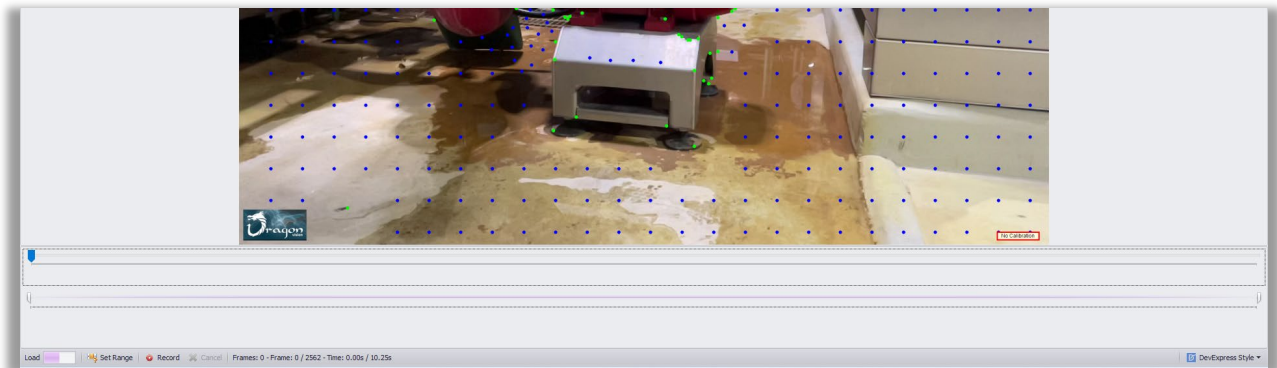 Dragon
VISION
No Calibration
Load Set Range Record Cancel Frames: 0 - Frame: 0 / 2562 - Time: 0.00s / 10.25s DevExpress Style